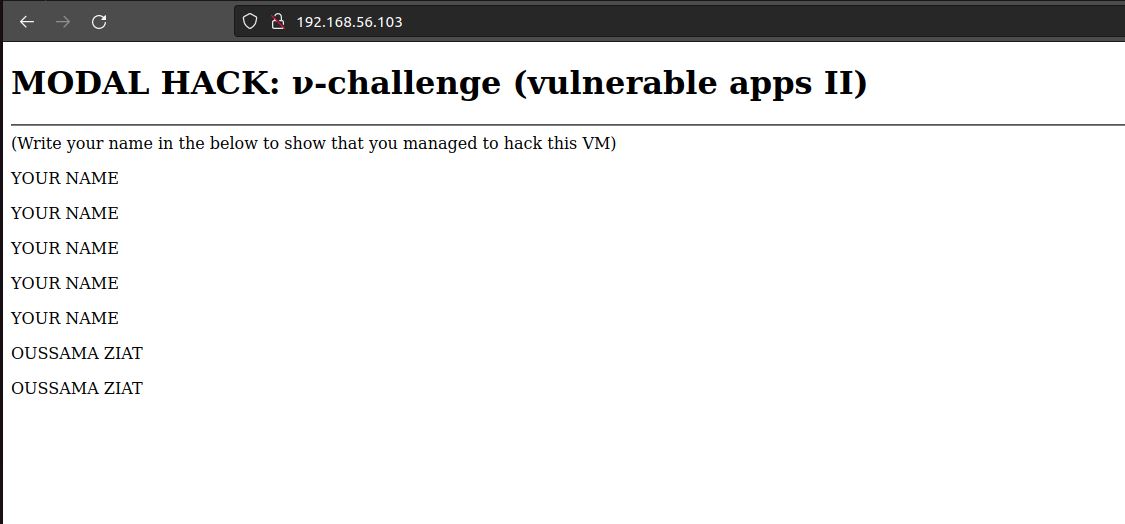 192.168.56.103
MODAL HACK: ν-challenge (vulnerable apps II)
(Write your name in the below to show that you managed to hack this VM)
YOUR NAME
YOUR NAME
YOUR NAME
YOUR NAME
YOUR NAME
OUSSAMA ZIAT
OUSSAMA ZIAT